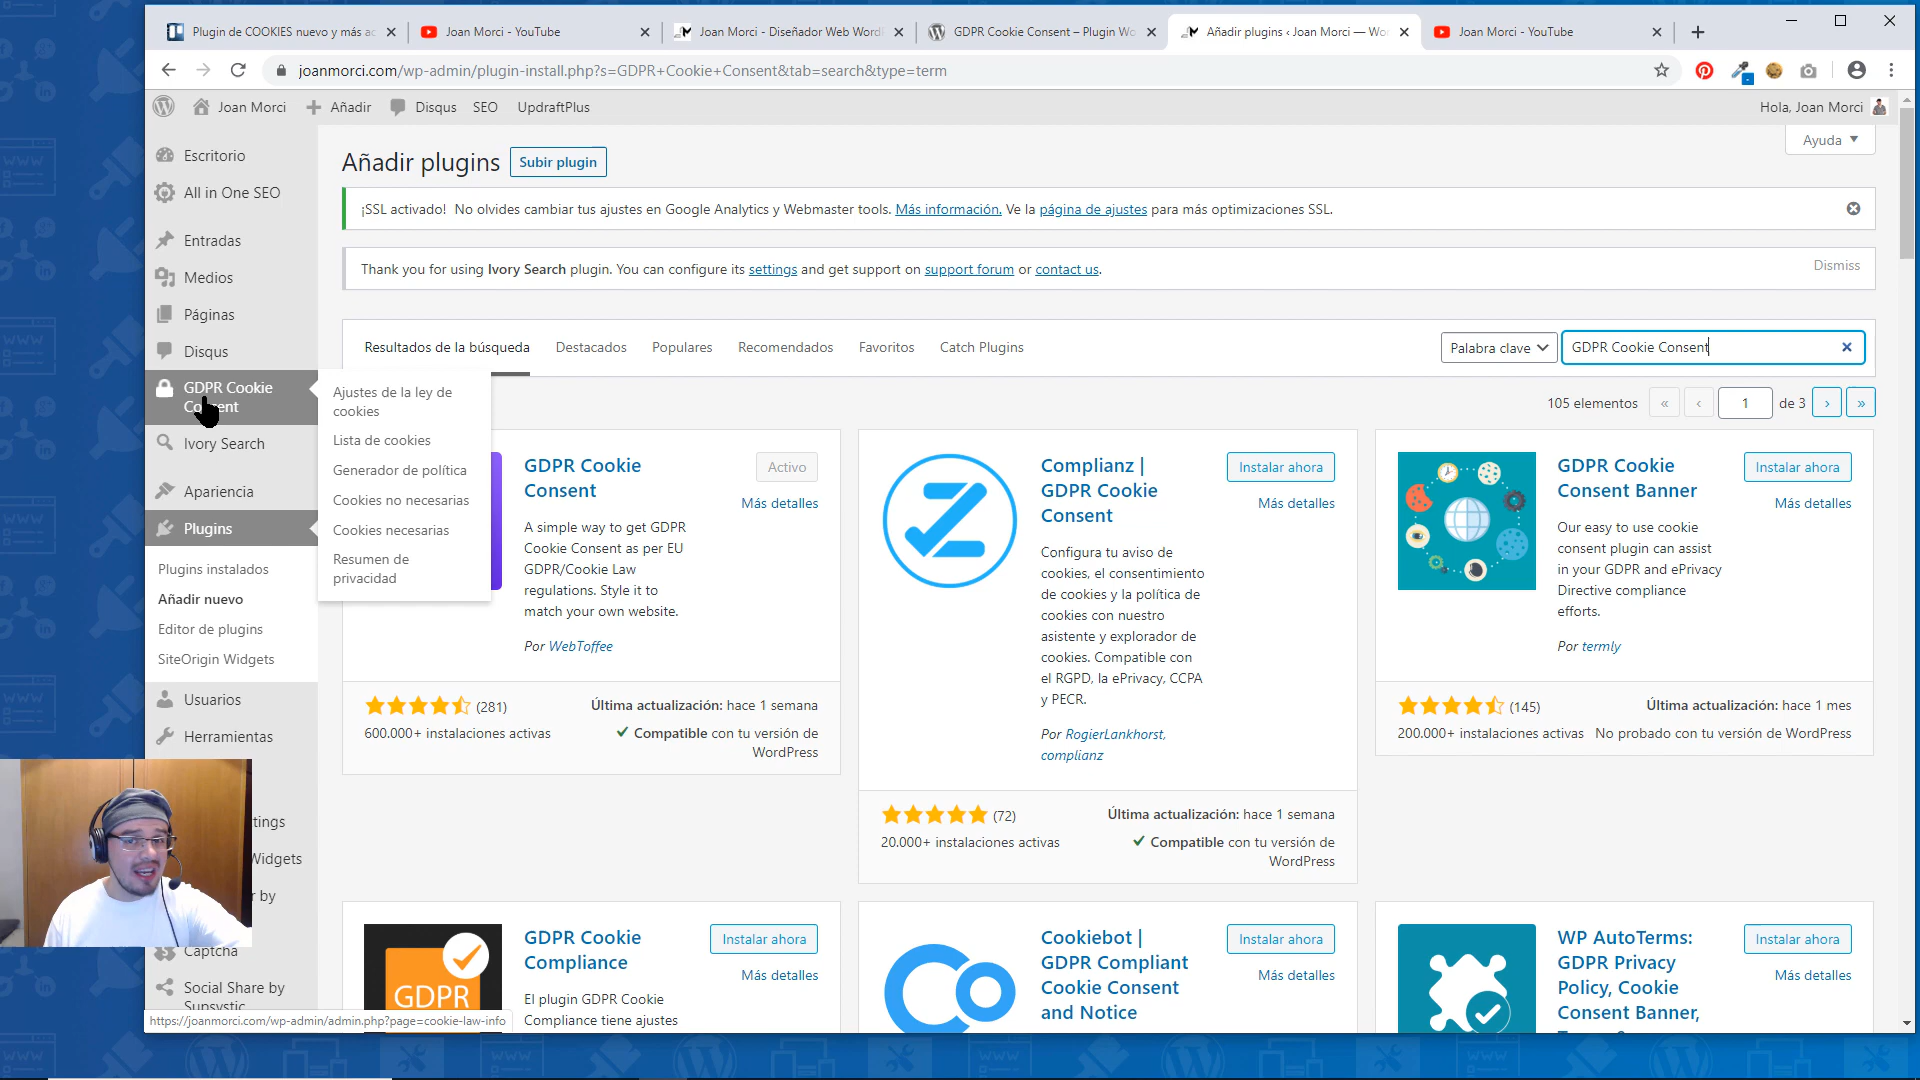 Plugin de COOKIES nuevo y más ac
Joan Morci - YouTube
Joan Morci - Diseñador Web Word
GDPR Cookie Consent – Plugin Wo
Añadir plugins ‹ Joan Morci — Wor
Joan Morci - YouTube
joanmorci.com/wp-admin/plugin-install.php?s=GDPR+Cookie+Consent&tab=search&type=term
Joan Morci
Añadir
Disqus
SEO
UpdraftPlus
Hola, Joan Morci
Ayuda
Escritorio
All in One SEO
Entradas
Medios
Páginas
Disqus
GDPR Cookie
Consent
Ivory Search
Apariencia
Plugins
Plugins instalados
Añadir nuevo
Editor de plugins
SiteOrigin Widgets
Usuarios
Herramientas
tings
Widgets
r by
Captcha
Social Share by
Supsystic
Ajustes de la ley de
cookies
Lista de cookies
Generador de política
Cookies no necesarias
Cookies necesarias
Resumen de
privacidad
Añadir plugins
Subir plugin
¡SSL activado! No olvides cambiar tus ajustes en Google Analytics y Webmaster tools. Más información. Ve la página de ajustes para más optimizaciones SSL.
Thank you for using Ivory Search plugin. You can configure its settings and get support on support forum or contact us.
Dismiss
Resultados de la búsqueda
Destacados
Populares
Recomendados
Favoritos
Catch Plugins
Palabra clave
GDPR Cookie Consent
105 elementos
«
‹
1
de 3
›
»
GDPR Cookie
Consent
Activo
Más detalles
A simple way to get GDPR
Cookie Consent as per EU
GDPR/Cookie Law
regulations. Style it to
match your own website.
Por WebToffee
(281)
600.000+ instalaciones activas
Última actualización: hace 1 semana
Compatible con tu versión de
WordPress
Complianz |
GDPR Cookie
Consent
Instalar ahora
Más detalles
Configura tu aviso de
cookies, el consentimiento
de cookies y la política de
cookies con nuestro
asistente y explorador de
cookies. Compatible con
el RGPD, la ePrivacy, CCPA
y PECR.
Por RogierLankhorst,
complianz
(72)
20.000+ instalaciones activas
Última actualización: hace 1 semana
Compatible con tu versión de
WordPress
GDPR Cookie
Consent Banner
Instalar ahora
Más detalles
Our easy to use cookie
consent plugin can assist
in your GDPR and ePrivacy
Directive compliance
efforts.
Por termly
(145)
200.000+ instalaciones activas
Última actualización: hace 1 mes
No probado con tu versión de WordPress
GDPR
GDPR Cookie
Compliance
Instalar ahora
Más detalles
El plugin GDPR Cookie
Compliance tiene ajustes
Cookiebot |
GDPR Compliant
Cookie Consent
and Notice
Instalar ahora
Más detalles
WP AutoTerms:
GDPR Privacy
Policy, Cookie
Consent Banner,
Instalar ahora
Más detalles
https://joanmorci.com/wp-admin/admin.php?page=cookie-law-info